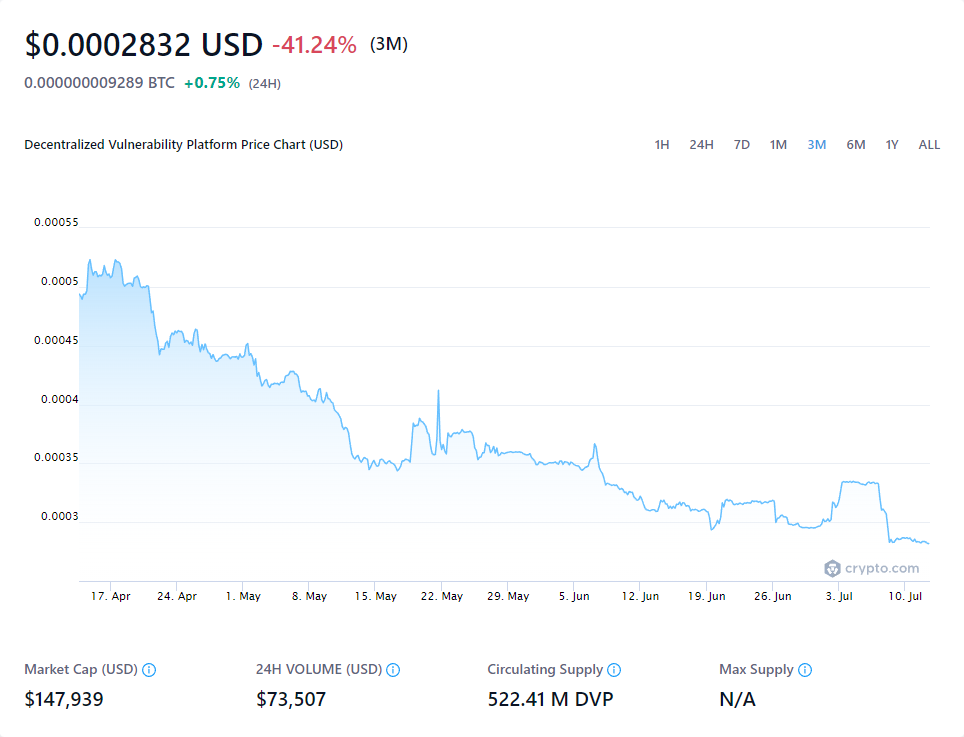 $0.0002832 USD -41.24% (3M)
0.000000009289 BTC +0.75% (24H)
Decentralized Vulnerability Platform Price Chart (USD) 1H 24H 7D 1M 3M 6M 1Y ALL
0.00055
0.0005
0.00045
0.0004
0.00035
0.0003
crypto.com
17. Apr 24. Apr 1. May 8. May 15. May 22. May 29. May 5. Jun 12. Jun 19. Jun 26. Jun 3. Jul 10. Jul
Market Cap (USD) 24H VOLUME (USD) Circulating Supply Max Supply
$147,939 $73,507 522.41 M DVP N/A